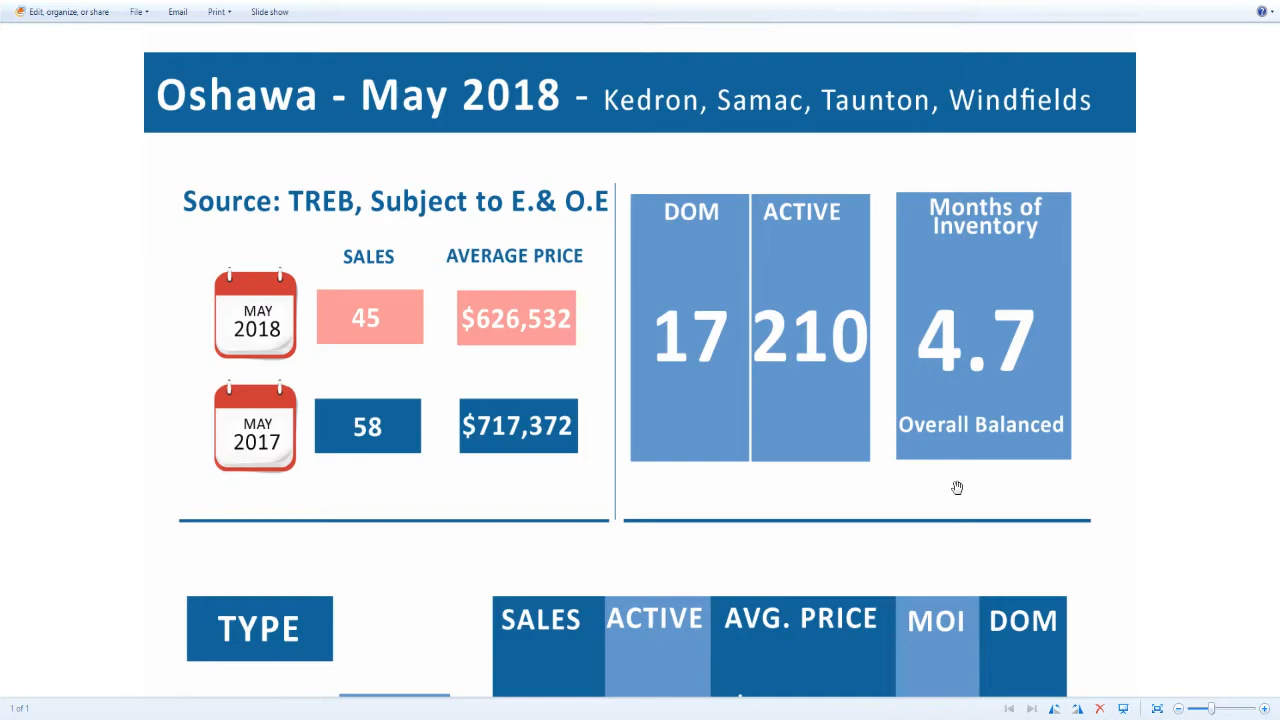 Edit, organize, or share File Email Print Slide show
Oshawa - May 2018 - Kedron, Samac, Taunton, Windfields
Source: TREB, Subject to E.& O.E
SALES AVERAGE PRICE
MAY
2018
45 $626,532
MAY
2017
58 $717,372
DOM ACTIVE
17 210
Months of
Inventory
4.7
Overall Balanced
TYPE
SALES ACTIVE AVG. PRICE MOI DOM
1 of 1